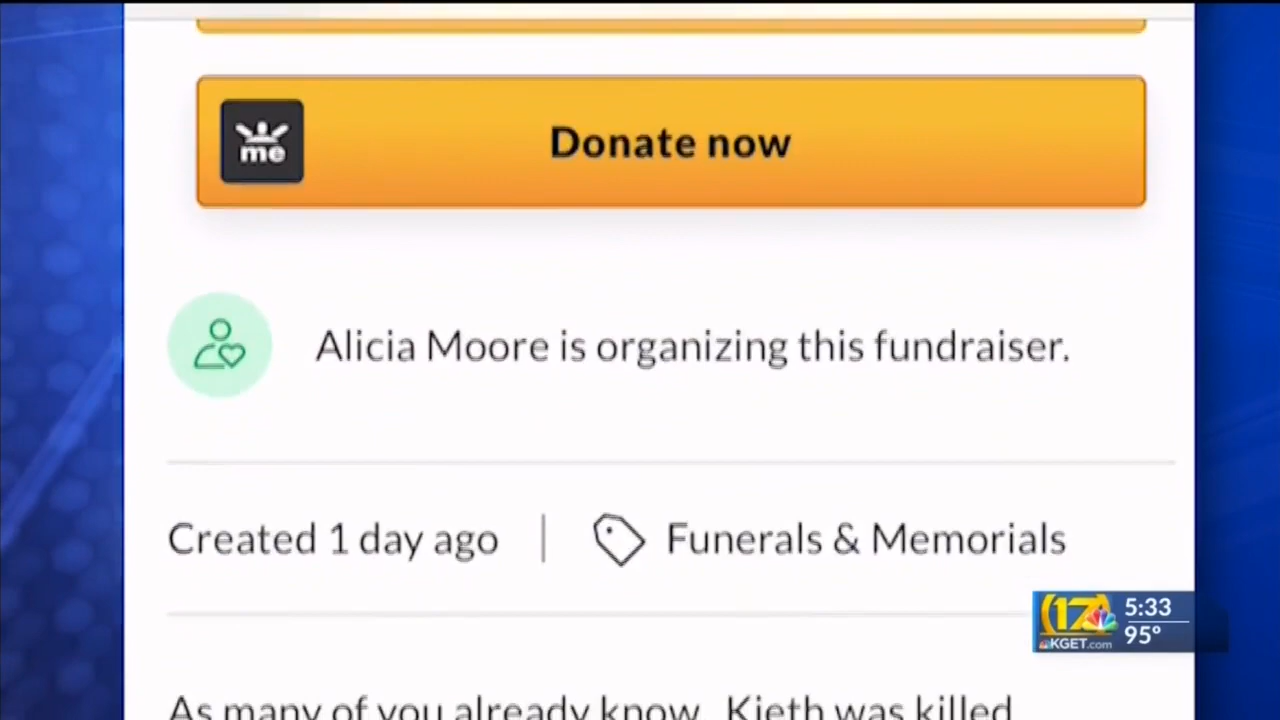 me
Donate now
Alicia Moore is organizing this fundraiser.
Created 1 day ago
Funerals & Memorials
17
5:33
KGET.com
95°
As many of you already know, Kieth was killed